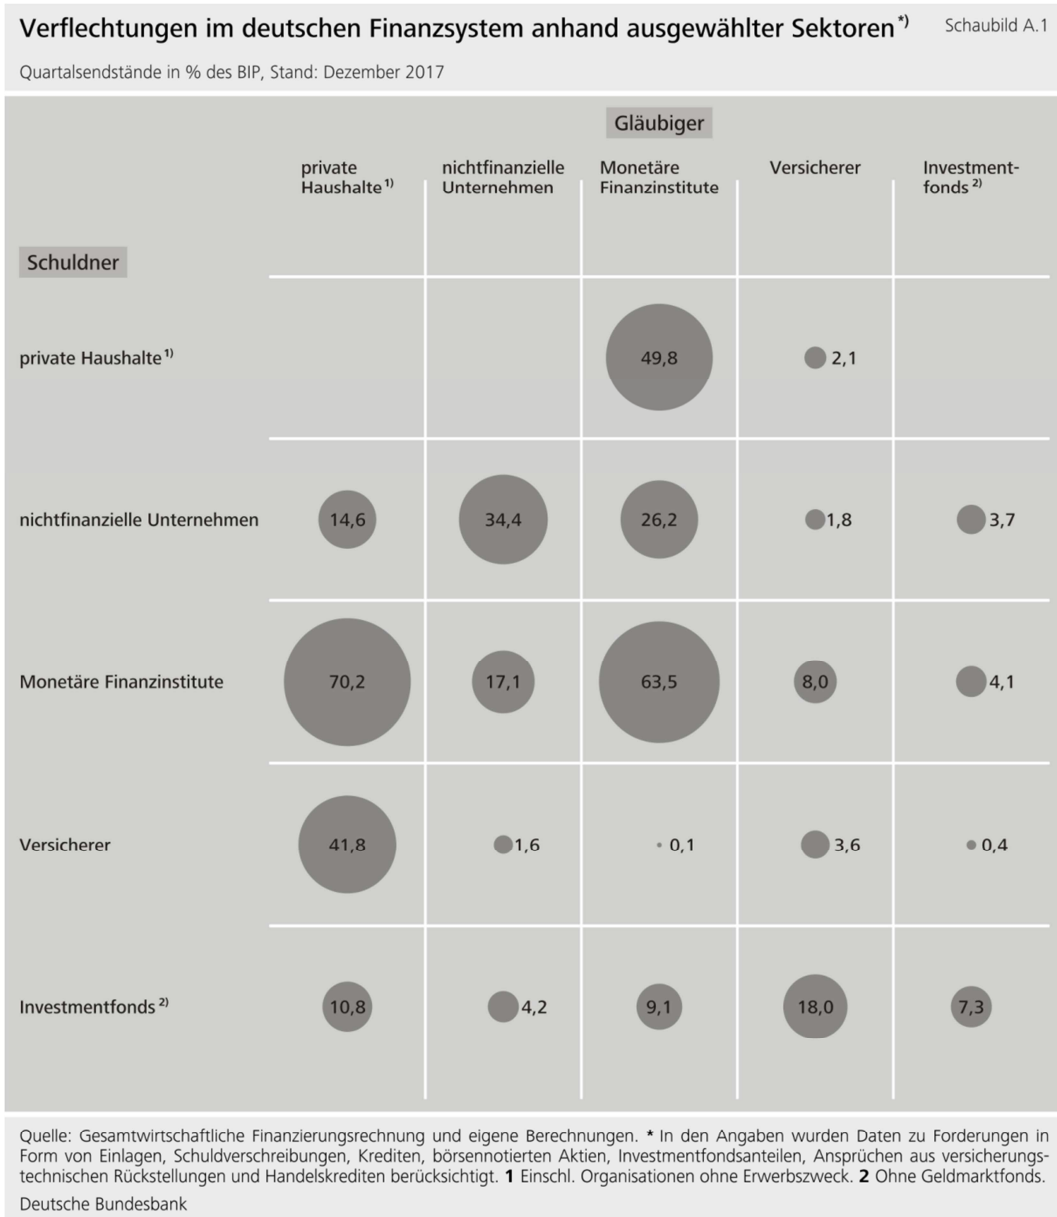 Verflechtungen im deutschen Finanzsystem anhand ausgewählter Sektoren*)
Schaubild A.1
Quartalsendstände in % des BIP, Stand: Dezember 2017
Gläubiger
private Haushalte 1)
nichtfinanzielle Unternehmen
Monetäre Finanzinstitute
Versicherer
Investment-
fonds 2)
Schuldner
private Haushalte 1)
49,8
2,1
nichtfinanzielle Unternehmen
14,6
34,4
26,2
1,8
3,7
Monetäre Finanzinstitute
70,2
17,1
63,5
8,0
4,1
Versicherer
41,8
1,6
0,1
3,6
0,4
Investmentfonds 2)
10,8
4,2
9,1
18,0
7,3
Quelle: Gesamtwirtschaftliche Finanzierungsrechnung und eigene Berechnungen. * In den Angaben wurden Daten zu Forderungen in
Form von Einlagen, Schuldverschreibungen, Krediten, börsennotierten Aktien, Investmentfondsanteilen, Ansprüchen aus versicherungs-
technischen Rückstellungen und Handelskrediten berücksichtigt. 1 Einschl. Organisationen ohne Erwerbszweck. 2 Ohne Geldmarktfonds.
Deutsche Bundesbank